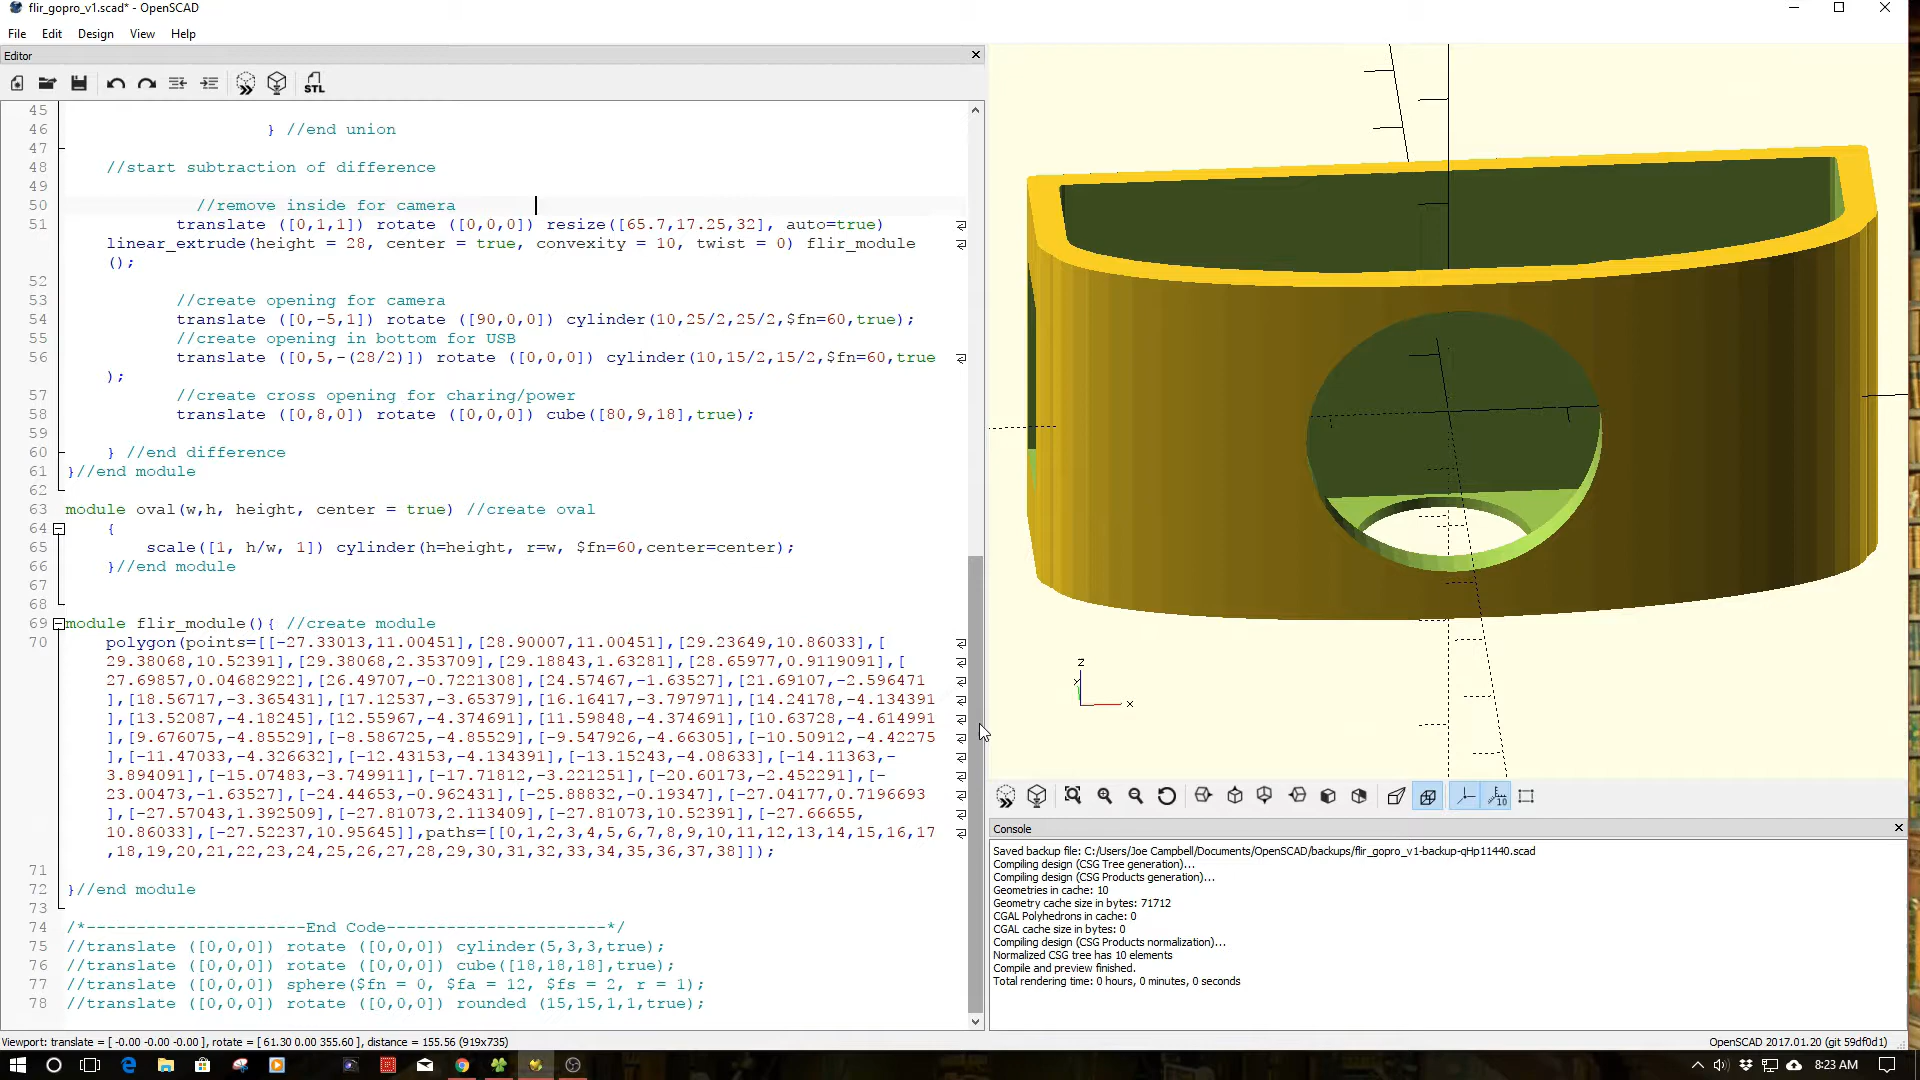 flir_gopro_v1.scad* - OpenSCAD
File Edit Design View Help
Editor
STL
45
46 } //end union
47
48 //start subtraction of difference
49
50 //remove inside for camera
51 translate ([0,1,1]) rotate ([0,0,0]) resize([65.7,17.25,32], auto=true)
linear_extrude(height = 28, center = true, convexity = 10, twist = 0) flir_module
();
52
53 //create opening for camera
54 translate ([0,-5,1]) rotate ([90,0,0]) cylinder(10,25/2,25/2,$fn=60,true);
55 //create opening in bottom for USB
56 translate ([0,5,-(28/2)]) rotate ([0,0,0]) cylinder(10,15/2,15/2,$fn=60,true
);
57 //create cross opening for charing/power
58 translate ([0,8,0]) rotate ([0,0,0]) cube([80,9,18],true);
59
60 } //end difference
61 }//end module
62
63 module oval(w,h, height, center = true) //create oval
64 {
65 scale([1, h/w, 1]) cylinder(h=height, r=w, $fn=60,center=center);
66 }//end module
67
68
69 module flir_module(){ //create module
70 polygon(points=[[-27.33013,11.00451],[28.90007,11.00451],[29.23649,10.86033],[
29.38068,10.52391],[29.38068,2.353709],[29.18843,1.63281],[28.65977,0.9119091],[
27.69857,0.04682922],[26.49707,-0.7221308],[24.57467,-1.63527],[21.69107,-2.596471
],[18.56717,-3.365431],[17.12537,-3.65379],[16.16417,-3.797971],[14.24178,-4.134391
],[13.52087,-4.18245],[12.55967,-4.374691],[11.59848,-4.374691],[10.63728,-4.614991
],[9.676075,-4.85529],[-8.586725,-4.85529],[-9.547926,-4.66305],[-10.50912,-4.42275
],[-11.47033,-4.326632],[-12.43153,-4.134391],[-13.15243,-4.08633],[-14.11363,-
3.894091],[-15.07483,-3.749911],[-17.71812,-3.221251],[-20.60173,-2.452291],[-
23.00473,-1.63527],[-24.44653,-0.962431],[-25.88832,-0.19347],[-27.04177,0.7196693
],[-27.57043,1.392509],[-27.81073,2.113409],[-27.81073,10.52391],[-27.66655,
10.86033],[-27.52237,10.95645]],paths=[[0,1,2,3,4,5,6,7,8,9,10,11,12,13,14,15,16,17
,18,19,20,21,22,23,24,25,26,27,28,29,30,31,32,33,34,35,36,37,38]]);
71
72 }//end module
73
74 /*----------------------End Code----------------------*/
75 //translate ([0,0,0]) rotate ([0,0,0]) cylinder(5,3,3,true);
76 //translate ([0,0,0]) rotate ([0,0,0]) cube([18,18,18],true);
77 //translate ([0,0,0]) sphere($fn = 0, $fa = 12, $fs = 2, r = 1);
78 //translate ([0,0,0]) rotate ([0,0,0]) rounded (15,15,1,1,true);
z
Y
x
10
Console
Saved backup file: C:/Users/Joe Campbell/Documents/OpenSCAD/backups/flir_gopro_v1-backup-qHp11440.scad
Compiling design (CSG Tree generation)...
Compiling design (CSG Products generation)...
Geometries in cache: 10
Geometry cache size in bytes: 71712
CGAL Polyhedrons in cache: 0
CGAL cache size in bytes: 0
Compiling design (CSG Products normalization)...
Normalized CSG tree has 10 elements
Compile and preview finished.
Total rendering time: 0 hours, 0 minutes, 0 seconds
Viewport: translate = [ -0.00 -0.00 -0.00 ], rotate = [ 61.30 0.00 355.60 ], distance = 155.56 (919x735)
OpenSCAD 2017.01.20 (git 59df0d1)
8:23 AM